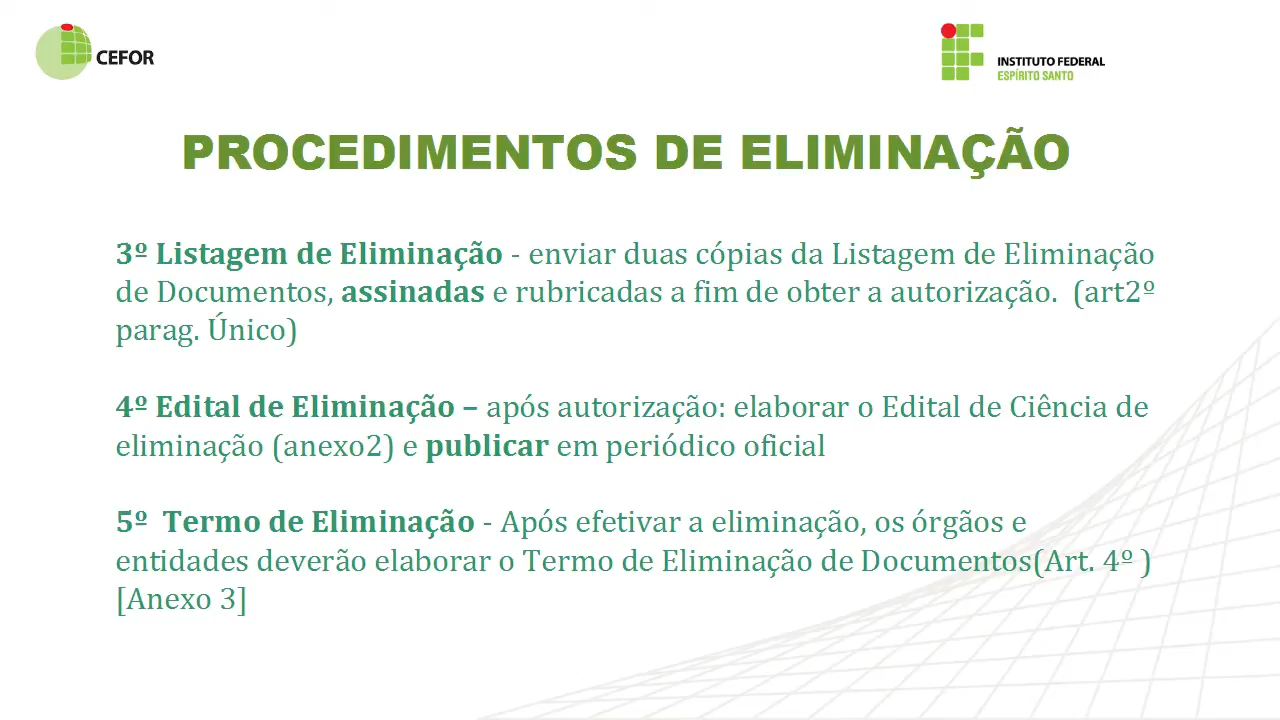 CEFOR
INSTITUTO FEDERAL
ESPÍRITO SANTO
PROCEDIMENTOS DE ELIMINAÇÃO
3º Listagem de Eliminação - enviar duas cópias da Listagem de Eliminação
de Documentos, assinadas e rubricadas a fim de obter a autorização.  (art2º
parag. Único)
4º Edital de Eliminação – após autorização: elaborar o Edital de Ciência de
eliminação (anexo2) e publicar em periódico oficial
5º  Termo de Eliminação - Após efetivar a eliminação, os órgãos e
entidades deverão elaborar o Termo de Eliminação de Documentos(Art. 4º )
[Anexo 3]